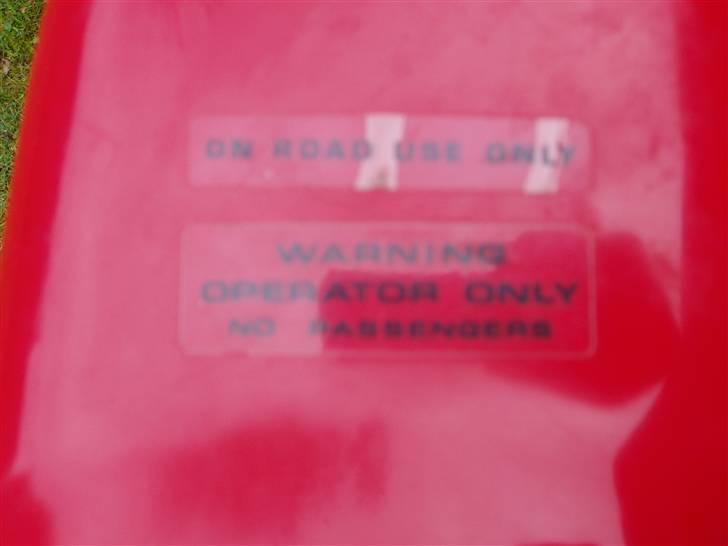 ON ROAD USE ONLY
WARNING
OPERATOR ONLY
NO PASSENGERS